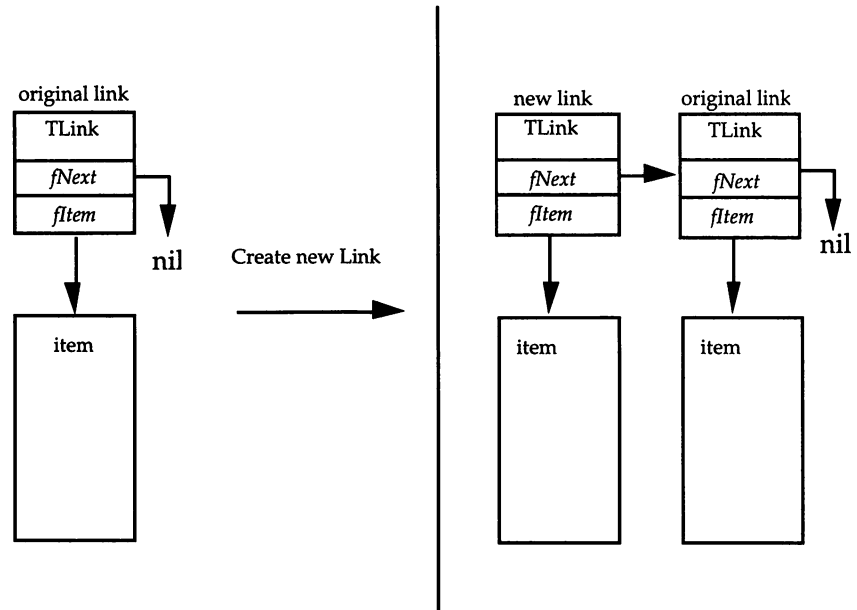 original link
TLink
fNext
fItem
nil
item
Create new Link
new link
TLink
fNext
fItem
item
original link
TLink
fNext
fItem
nil
item